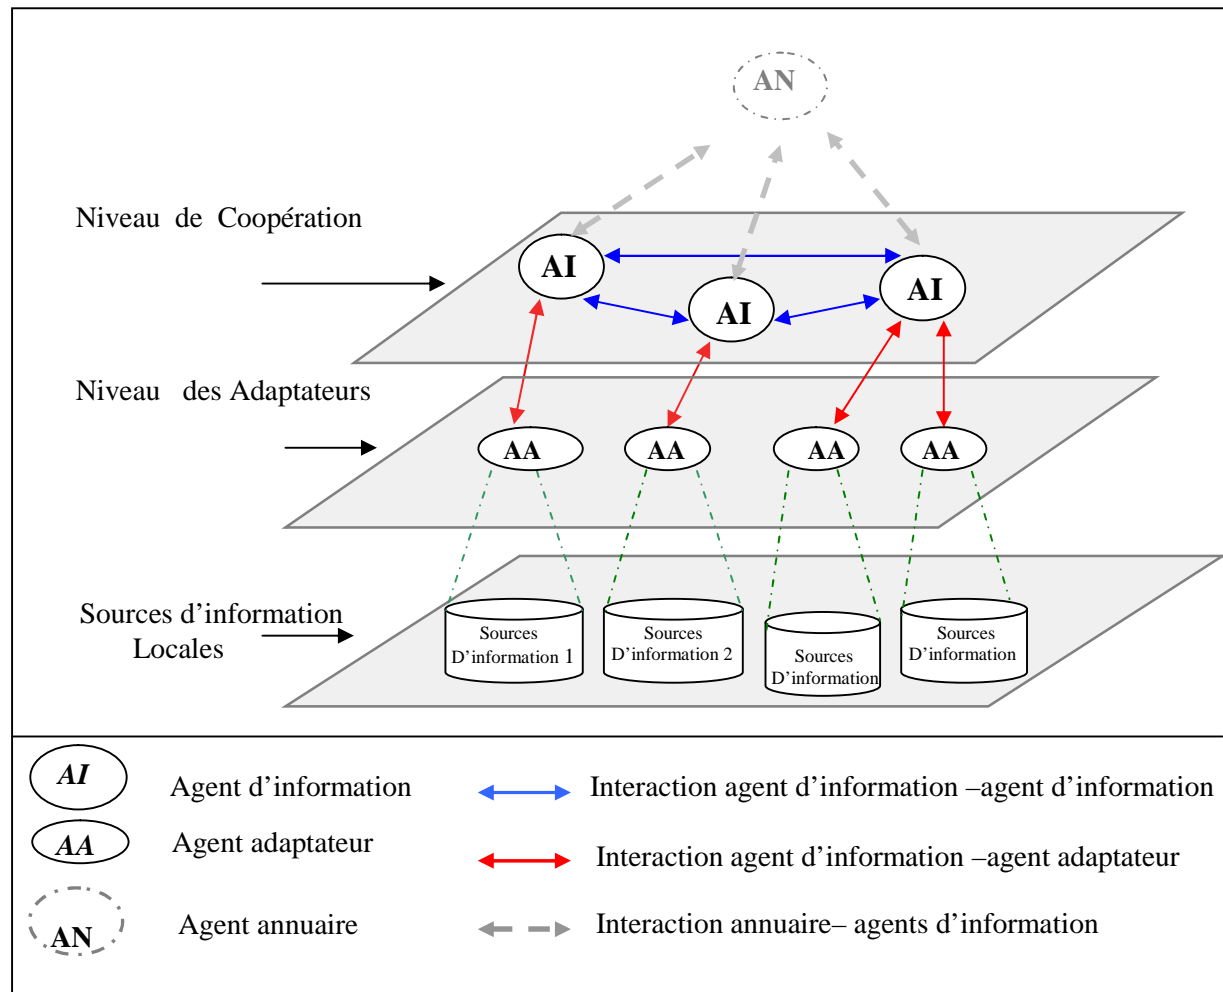 AN
Niveau de Coopération
AI
AI
AI
Niveau des Adaptateurs
AA
AA
AA
AA
Sources d'information
Locales
Sources
D'information 1
Sources
D'information 2
Sources
D'information
Sources
D'information
AI
Agent d'information
Interaction agent d'information –agent d'information
AA
Agent adaptateur
Interaction agent d'information –agent adaptateur
AN
Agent annuaire
Interaction annuaire– agents d'information